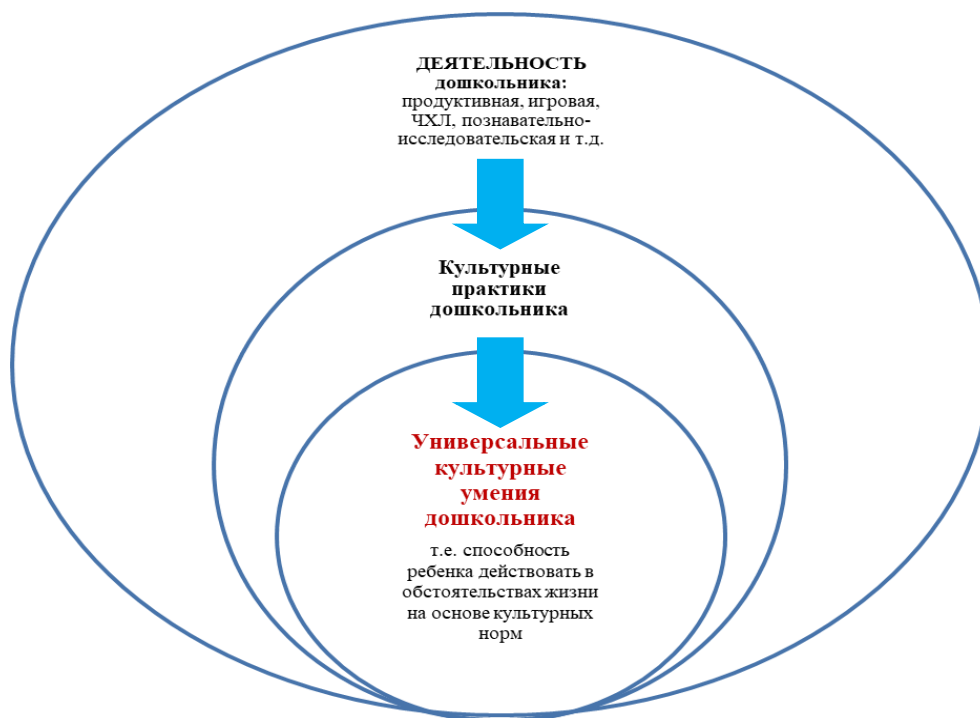 ДЕЯТЕЛЬНОСТЬ
дошкольника:
продуктивная, игровая,
ЧХЛ, познавательно-
исследовательская и т.д.
Культурные
практики
дошкольника
Универсальные
культурные
умения
дошкольника
т.е. способность
ребенка действовать в
обстоятельствах жизни
на основе культурных
норм